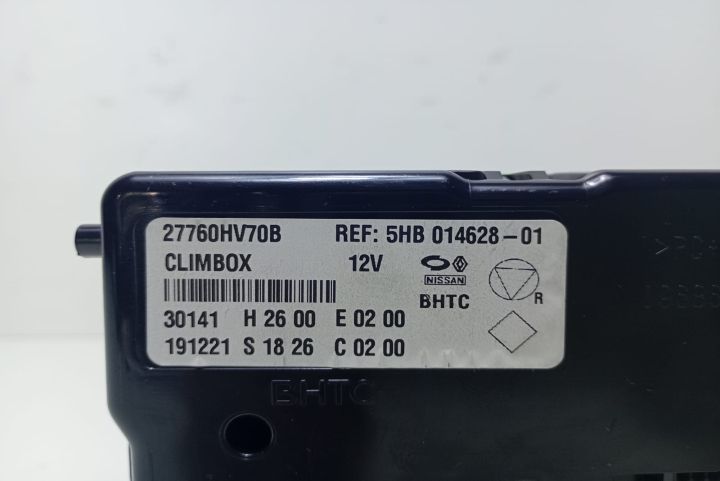 27760HV70B REF: 5HB 014628-01
CLIMBOX 12V
NISSAN
BHTC
R
30141 H 26 00 E 02 00
191221 S 18 26 C 02 00
BHTC